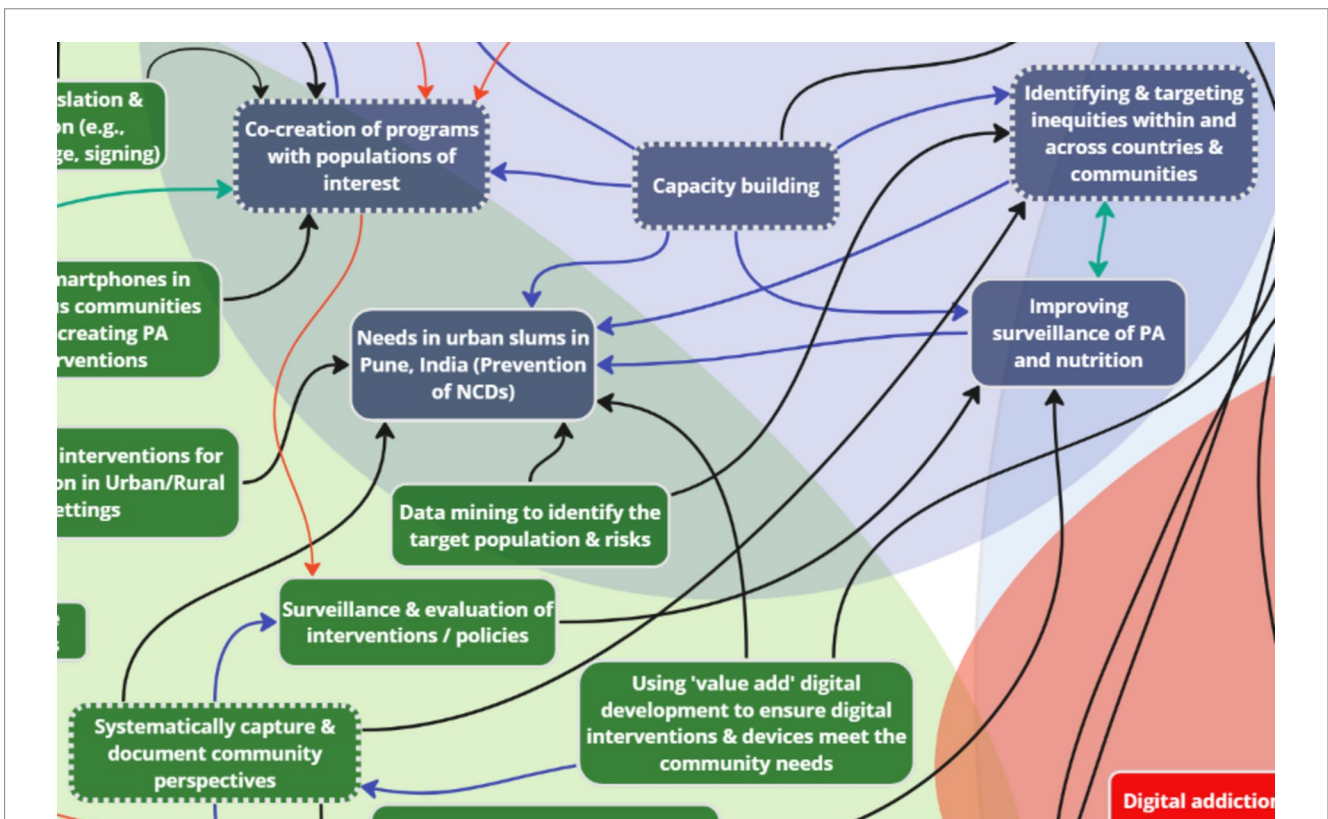 slation &
on (e.g.,
ge, signing)
Co-creation of programs
with populations of
interest
Capacity building
Identifying & targeting
inequities within and
across countries &
communities
martphones in
us communities
creating PA
rventions
Needs in urban slums in
Pune, India (Prevention
of NCDs)
Improving
surveillance of PA
and nutrition
interventions for
on in Urban/Rural
ettings
Data mining to identify the
target population & risks
Surveillance & evaluation of
interventions / policies
Using 'value add' digital
development to ensure digital
interventions & devices meet the
community needs
Systematically capture &
document community
perspectives
Digital addiction